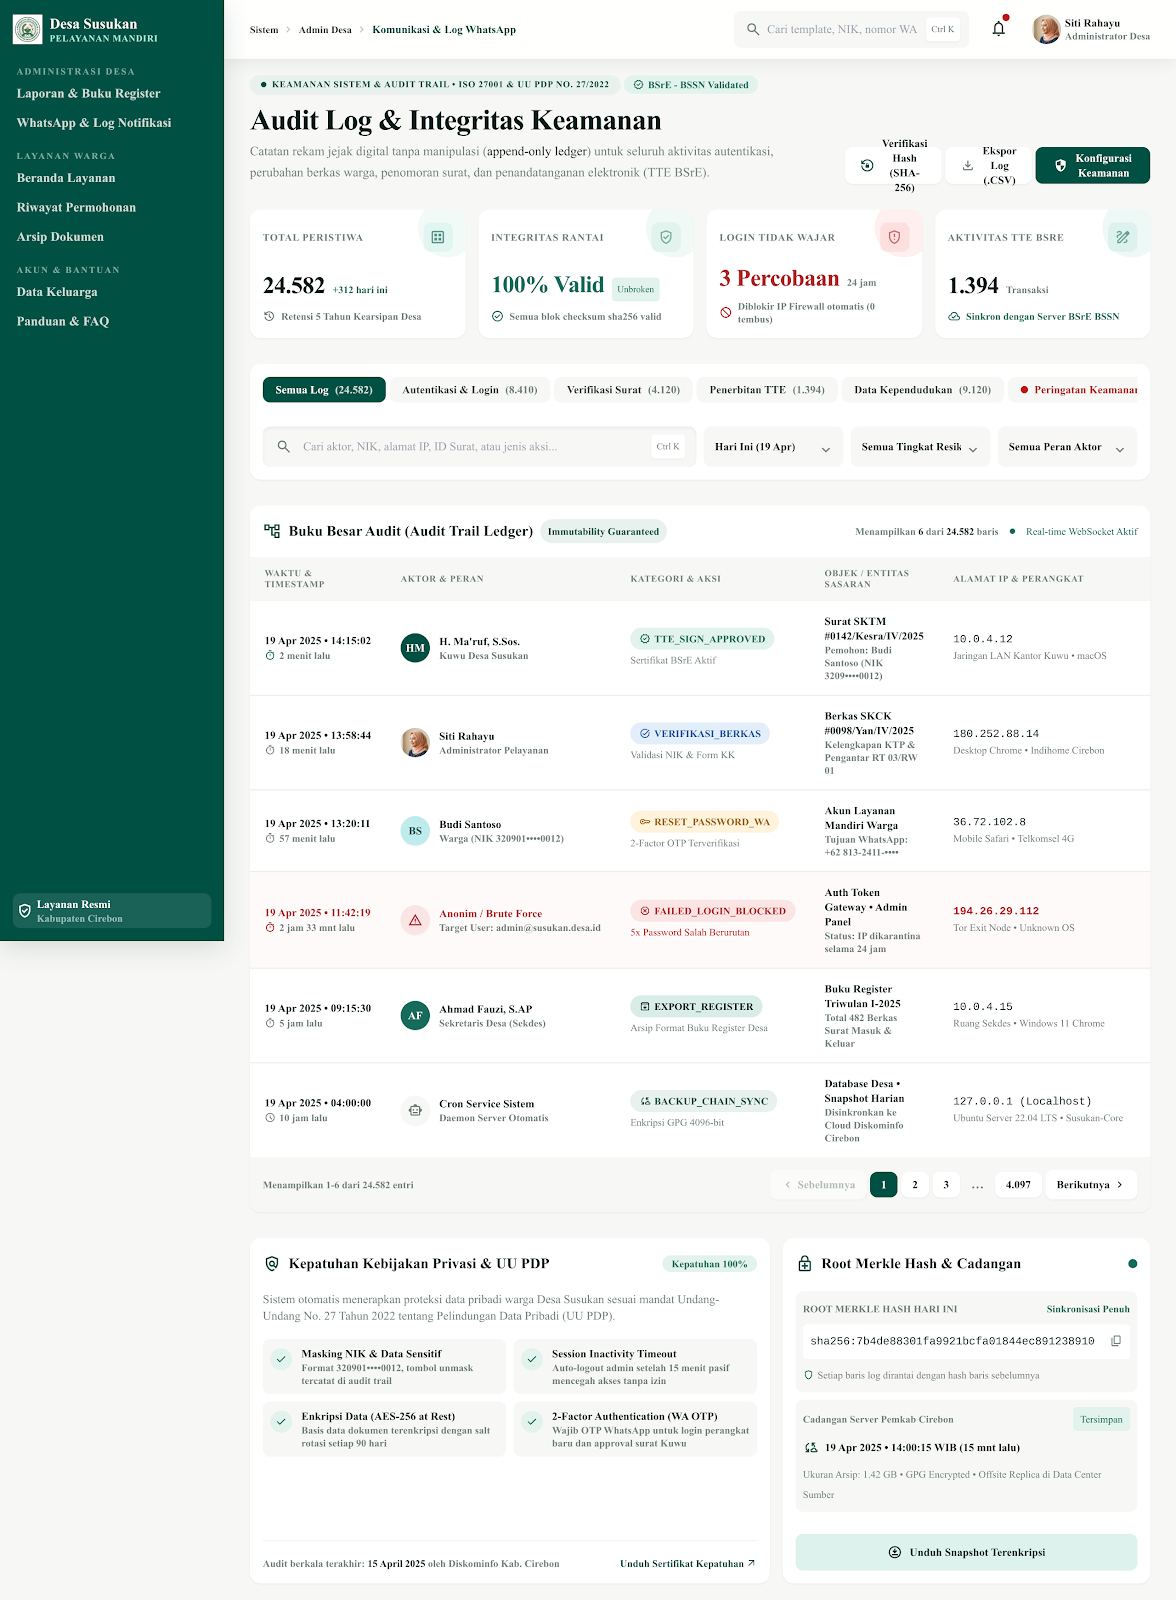 Desa Susukan
PELAYANAN MANDIRI
ADMINISTRASI DESA
Laporan & Buku Register
WhatsApp & Log Notifikasi
LAYANAN WARGA
Beranda Layanan
Riwayat Permohonan
Arsip Dokumen
AKUN & BANTUAN
Data Keluarga
Panduan & FAQ
Layanan Resmi
Kabupaten Cirebon
Sistem > Admin Desa > Komunikasi & Log WhatsApp
Cari template, NIK, nomor WA
Ctrl K
Siti Rahayu
Administrator Desa
KEAMANAN SISTEM & AUDIT TRAIL • ISO 27001 & UU PDP NO. 27/2022
BSrE - BSSN Validated
Audit Log & Integritas Keamanan
Catatan rekam jejak digital tanpa manipulasi (append-only ledger) untuk seluruh aktivitas autentikasi,
perubahan berkas warga, penomoran surat, dan penandatanganan elektronik (TTE BSrE).
Verifikasi
Hash
(SHA-
256)
Ekspor
Log
(.CSV)
Konfigurasi
Keamanan
TOTAL PERISTIWA
24.582 +312 hari ini
Retensi 5 Tahun Kearsipan Desa
INTEGRITAS RANTAI
100% Valid Unbroken
Semua blok checksum sha256 valid
LOGIN TIDAK WAJAR
3 Percobaan 24 jam
Diblokir IP Firewall otomatis (0
tembus)
AKTIVITAS TTE BSRE
1.394 Transaksi
Sinkron dengan Server BSrE BSSN
Semua Log (24.582)
Autentikasi & Login (8.410)
Verifikasi Surat (4.120)
Penerbitan TTE (1.394)
Data Kependudukan (9.120)
Peringatan Keamanan
Cari aktor, NIK, alamat IP, ID Surat, atau jenis aksi...
Ctrl K
Hari Ini (19 Apr)
Semua Tingkat Resik
Semua Peran Aktor
Buku Besar Audit (Audit Trail Ledger)
Immutability Guaranteed
Menampilkan 6 dari 24.582 baris
Real-time WebSocket Aktif
WAKTU &
TIMESTAMP
AKTOR & PERAN
KATEGORI & AKSI
OBJEK / ENTITAS
SASARAN
ALAMAT IP & PERANGKAT
19 Apr 2025 • 14:15:02
2 menit lalu
HM
H. Ma'ruf, S.Sos.
Kuwu Desa Susukan
TTE_SIGN_APPROVED
Sertifikat BSrE Aktif
Surat SKTM
#0142/Kesra/IV/2025
Pemohon: Budi
Santoso (NIK
3209••••0012)
10.0.4.12
Jaringan LAN Kantor Kuwu • macOS
19 Apr 2025 • 13:58:44
18 menit lalu
Siti Rahayu
Administrator Pelayanan
VERIFIKASI_BERKAS
Validasi NIK & Form KK
Berkas SKCK
#0098/Yan/IV/2025
Kelengkapan KTP &
Pengantar RT 03/RW
01
180.252.88.14
Desktop Chrome • Indihome Cirebon
19 Apr 2025 • 13:20:11
57 menit lalu
BS
Budi Santoso
Warga (NIK 320901••••0012)
RESET_PASSWORD_WA
2-Factor OTP Terverifikasi
Akun Layanan
Mandiri Warga
Tujuan WhatsApp:
+62 813-2411-••••
36.72.102.8
Mobile Safari • Telkomsel 4G
19 Apr 2025 • 11:42:19
2 jam 33 mnt lalu
Anonim / Brute Force
Target User: admin@susukan.desa.id
FAILED_LOGIN_BLOCKED
5x Password Salah Berurutan
Auth Token
Gateway • Admin
Panel
Status: IP dikarantina
selama 24 jam
194.26.29.112
Tor Exit Node • Unknown OS
19 Apr 2025 • 09:15:30
5 jam lalu
AF
Ahmad Fauzi, S.AP
Sekretaris Desa (Sekdes)
EXPORT_REGISTER
Arsip Format Buku Register Desa
Buku Register
Triwulan I-2025
Total 482 Berkas
Surat Masuk &
Keluar
10.0.4.15
Ruang Sekdes • Windows 11 Chrome
19 Apr 2025 • 04:00:00
10 jam lalu
Cron Service Sistem
Daemon Server Otomatis
BACKUP_CHAIN_SYNC
Enkripsi GPG 4096-bit
Database Desa •
Snapshot Harian
Disinkronkan ke
Cloud Diskominfo
Cirebon
127.0.0.1 (Localhost)
Ubuntu Server 22.04 LTS • Susukan-Core
Menampilkan 1-6 dari 24.582 entri
Sebelumnya 1 2 3 ... 4.097 Berikutnya
Kepatuhan Kebijakan Privasi & UU PDP
Kepatuhan 100%
Sistem otomatis menerapkan proteksi data pribadi warga Desa Susukan sesuai mandat Undang-
Undang No. 27 Tahun 2022 tentang Pelindungan Data Pribadi (UU PDP).
Masking NIK & Data Sensitif
Format 320901••••0012, tombol unmask
tercatat di audit trail
Session Inactivity Timeout
Auto-logout admin setelah 15 menit pasif
mencegah akses tanpa izin
Enkripsi Data (AES-256 at Rest)
Basis data dokumen terenkripsi dengan salt
rotasi setiap 90 hari
2-Factor Authentication (WA OTP)
Wajib OTP WhatsApp untuk login perangkat
baru dan approval surat Kuwu
Audit berkala terakhir: 15 April 2025 oleh Diskominfo Kab. Cirebon
Unduh Sertifikat Kepatuhan
Root Merkle Hash & Cadangan
ROOT MERKLE HASH HARI INI
Sinkronisasi Penuh
sha256:7b4de88301fa9921bcfa01844ec891238910
Setiap baris log dirantai dengan hash baris sebelumnya
Cadangan Server Pemkab Cirebon
Tersimpan
19 Apr 2025 • 14:00:15 WIB (15 mnt lalu)
Ukuran Arsip: 1.42 GB • GPG Encrypted • Offsite Replica di Data Center
Sumber
Unduh Snapshot Terenkripsi